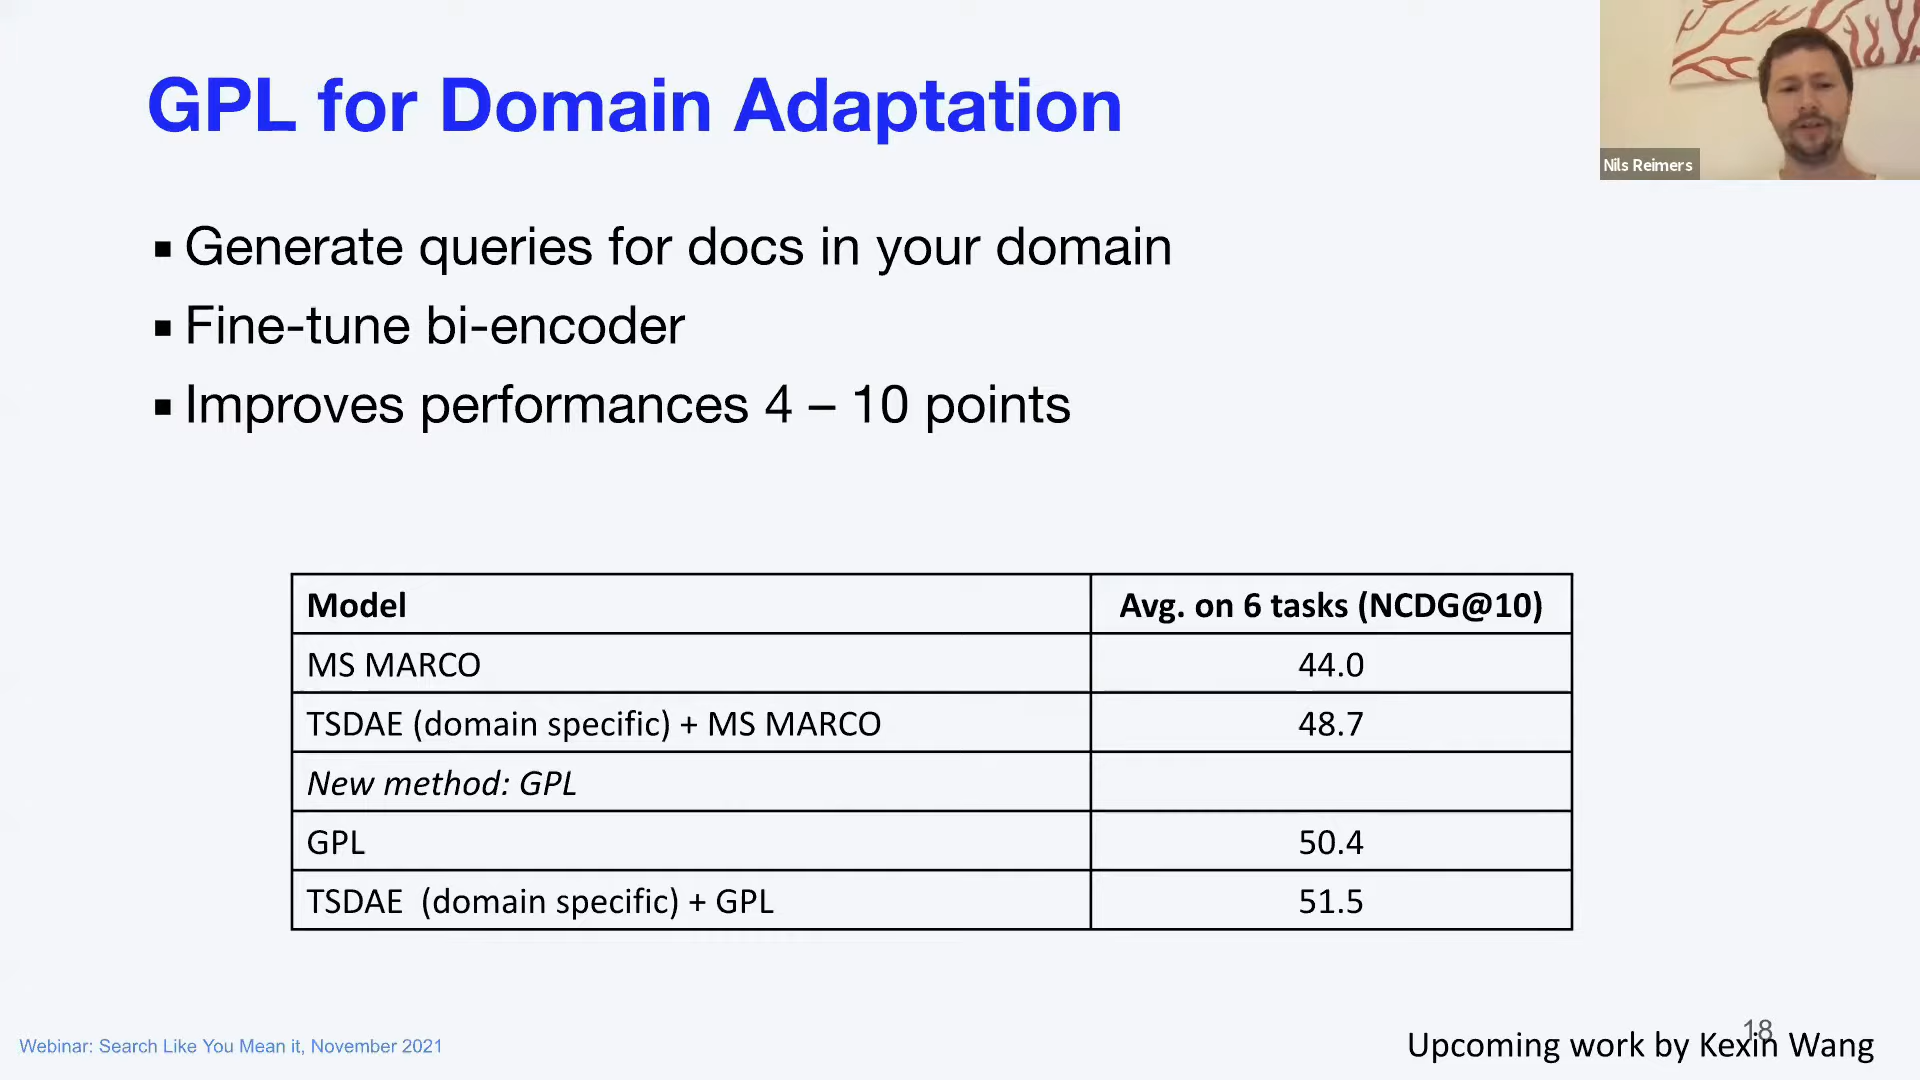 GPL for Domain Adaptation
Nils Reimers
▪ Generate queries for docs in your domain
▪ Fine-tune bi-encoder
▪ Improves performances 4 – 10 points
Model Avg. on 6 tasks (NCDG@10)
MS MARCO 44.0
TSDAE (domain specific) + MS MARCO 48.7
New method: GPL
GPL 50.4
TSDAE (domain specific) + GPL 51.5
18
Webinar: Search Like You Mean it, November 2021
Upcoming work by Kexin Wang